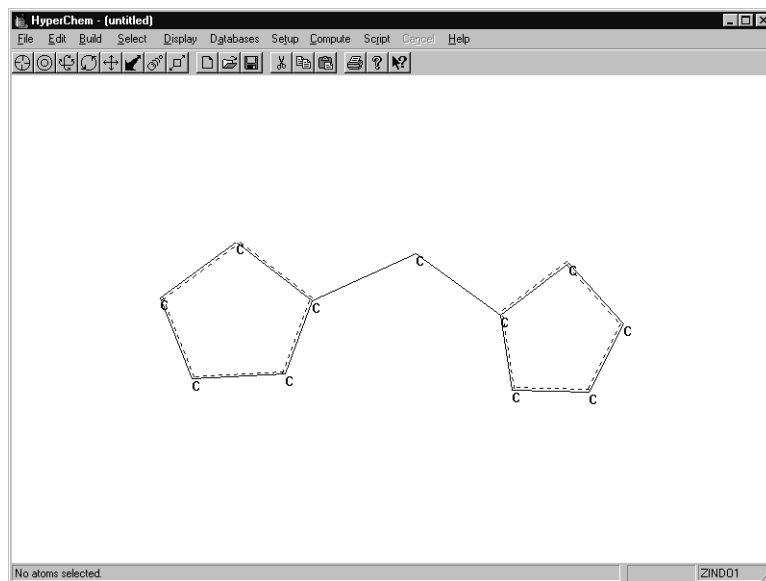 HyperChem - (untitled)
File Edit Build Select Display Databases Setup Compute Script Cancel Help
C
C
C
C
C
C
C
C
C
C
C
No atoms selected.
ZINDO1